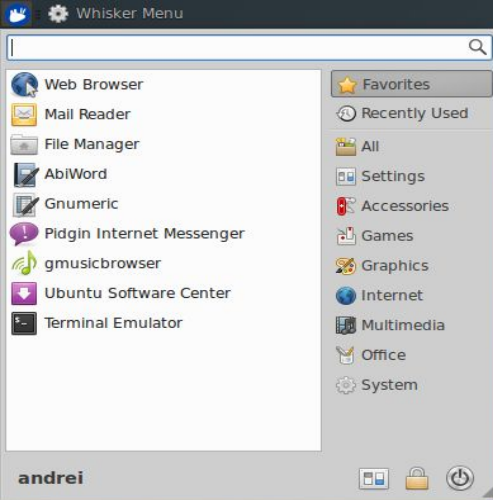 Whisker Menu
Web Browser
Mail Reader
File Manager
AbiWord
Gnumeric
Pidgin Internet Messenger
gmusicbrowser
Ubuntu Software Center
Terminal Emulator
Favorites
Recently Used
All
Settings
Accessories
Games
Graphics
Internet
Multimedia
Office
System
andrei